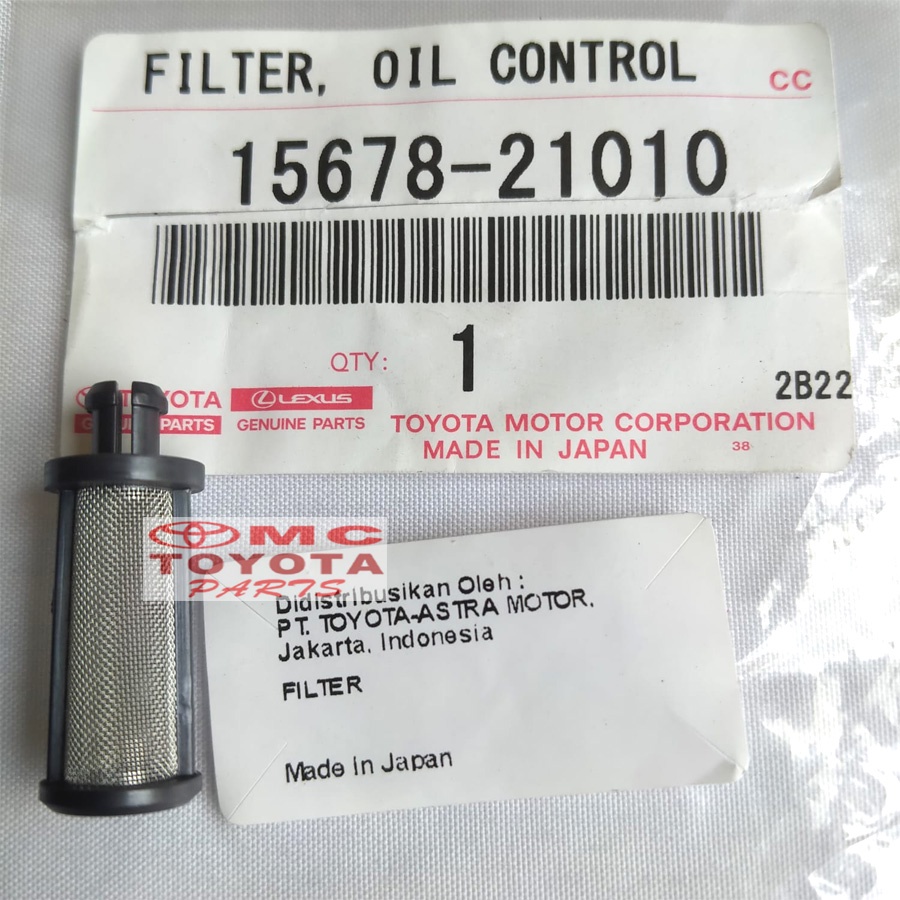 FILTER, OIL CONTROL
CC
15678-21010
QTY: 1
2B22
TOYOTA
GENUINE PARTS
LEXUS
GENUINE PARTS
TOYOTA MOTOR CORPORATION
MADE IN JAPAN
38
MC
TOYOTA
PARTS
Didistribusikan Oleh :
PT. TOYOTA-ASTRA MOTOR.
Jakarta, Indonesia
FILTER
Made In Japan